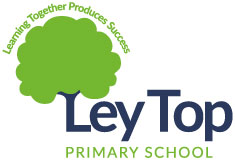 Learning Together Produces Success
Ley Top
PRIMARY SCHOOL